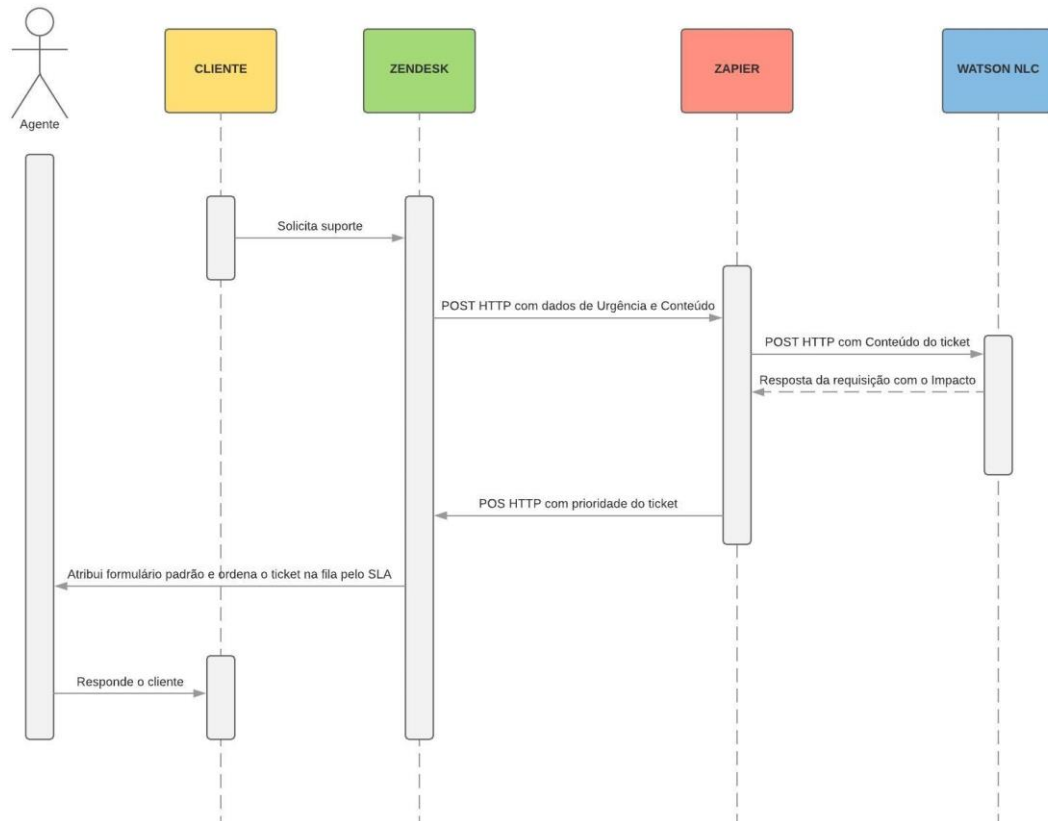 CLIENTE
ZENDESK
ZAPIER
WATSON NLC
Agente
Solicita suporte
POST HTTP com dados de Urgência e Conteúdo
POST HTTP com Conteúdo do ticket
Resposta da requisição com o Impacto
POS HTTP com prioridade do ticket
Atribui formulário padrão e ordena o ticket na fila pelo SLA
Responde o cliente